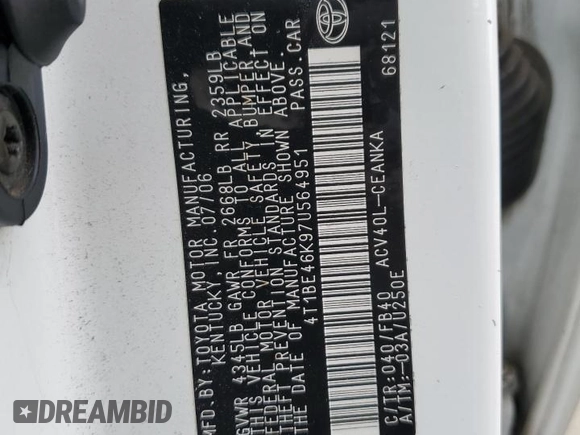 MFD BY:TOYOTA MOTOR MANUFACTURING,
KENTUCKY, INC. 07/06
GVWR 4345LB GAWR FR 2668LB RR 2359LB
THIS VEHICLE CONFORMS TO ALL APPLICABLE
FEDERAL MOTOR VEHICLE SAFETY, BUMPER AND
THEFT PREVENTION STANDARDS IN EFFECT ON
THE DATE OF MANUFACTURE SHOWN ABOVE.
4T1BE46K97U564951 PASS.CAR
C/TR:040/FB40 ACV40L-CEANKA
A/TM:-03A/U250E 68121
DREAMBID